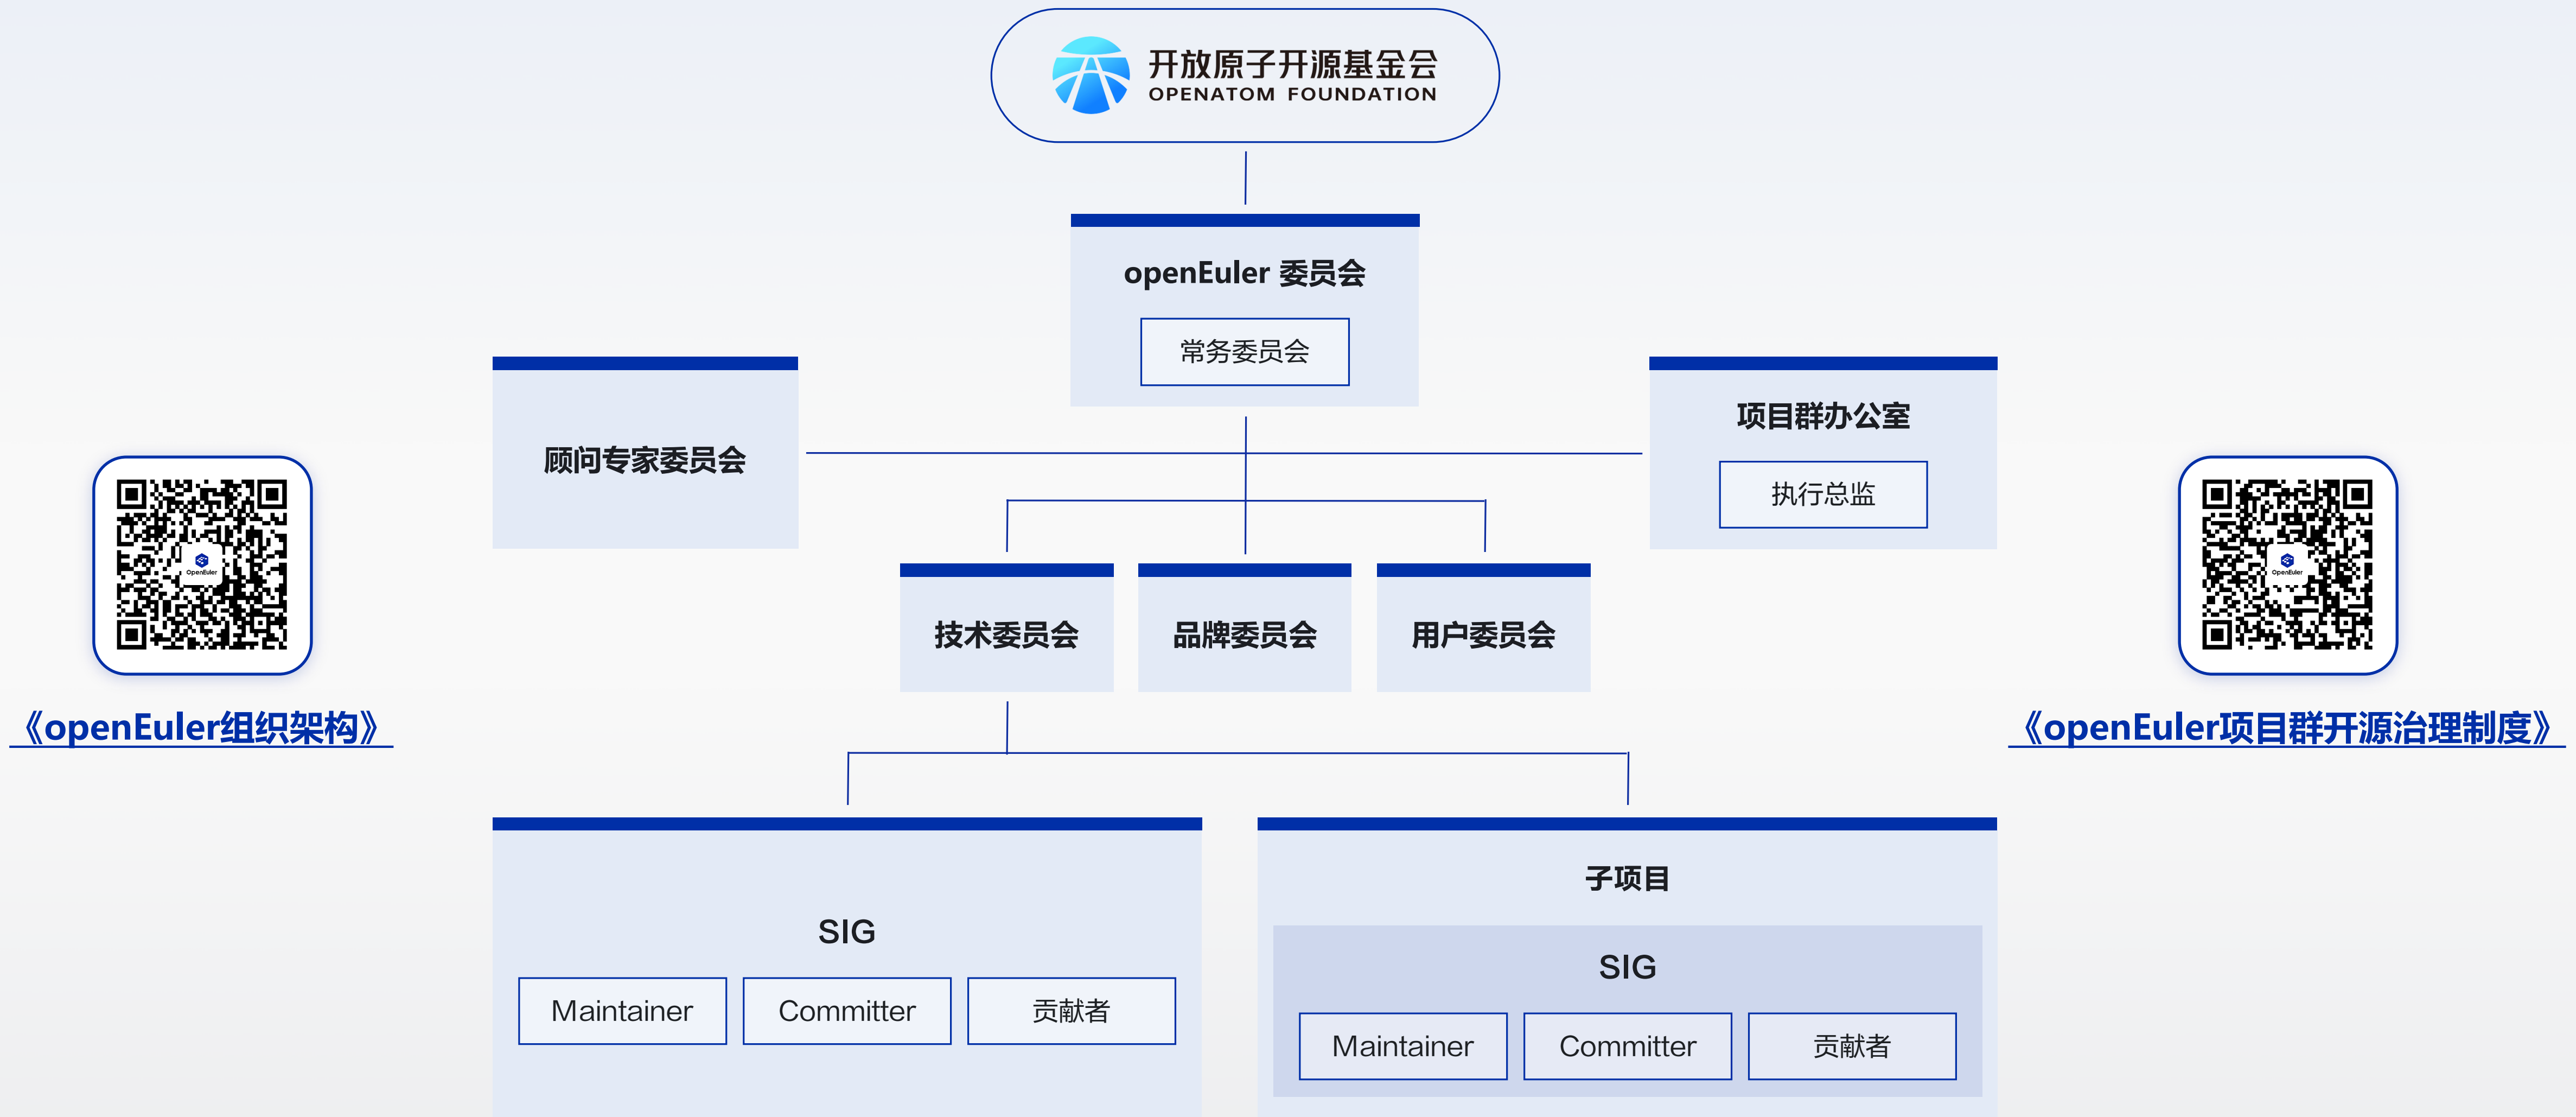 开放原子开源基金会
OPENATOM FOUNDATION
openEuler 委员会
常务委员会
顾问专家委员会
项目群办公室
执行总监
技术委员会
品牌委员会
用户委员会
OpenEuler
《openEuler组织架构》
OpenEuler
《openEuler项目群开源治理制度》
SIG
Maintainer
Committer
贡献者
子项目
SIG
Maintainer
Committer
贡献者